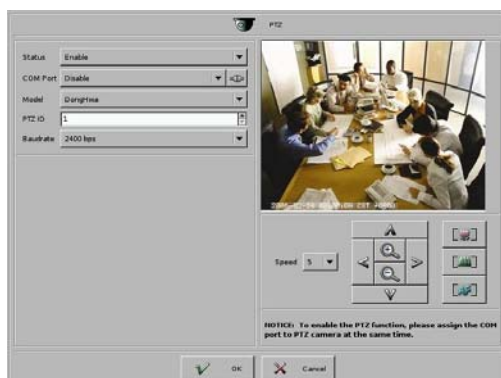 PTZ
Status Enable
COM Port Disable
Model DongHwa
PTZ ID 1
Baudrate 2400 bps
Speed 5
NOTICE: To enable the PTZ function, please assign the COM
port to PTZ camera at the same time.
OK Cancel